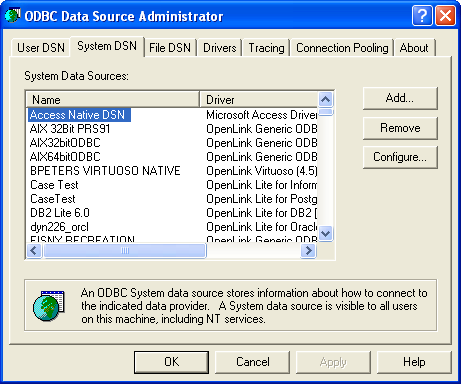 ODBC Data Source Administrator
User DSN System DSN File DSN Drivers Tracing Connection Pooling About
System Data Sources:
Name Driver
Access Native DSN Microsoft Access Driver
AIX 32Bit PRS91 OpenLink Generic ODB
AIX32bitODBC OpenLink Generic ODB
AIX64bitODBC OpenLink Generic ODB
BPETERS VIRTUOSO NATIVE OpenLink Virtuoso (4.5)
Case Test OpenLink Lite for Inform
CaseTest OpenLink Lite for Postg
DB2 Lite 6.0 OpenLink Lite for DB2 [
dyn226_orcl OpenLink Lite for Oracle
EISNY RECREATION OpenLink Generic ODB
Add...
Remove
Configure...
An ODBC System data source stores information about how to connect to
the indicated data provider. A System data source is visible to all users
on this machine, including NT services.
OK Cancel Apply Help